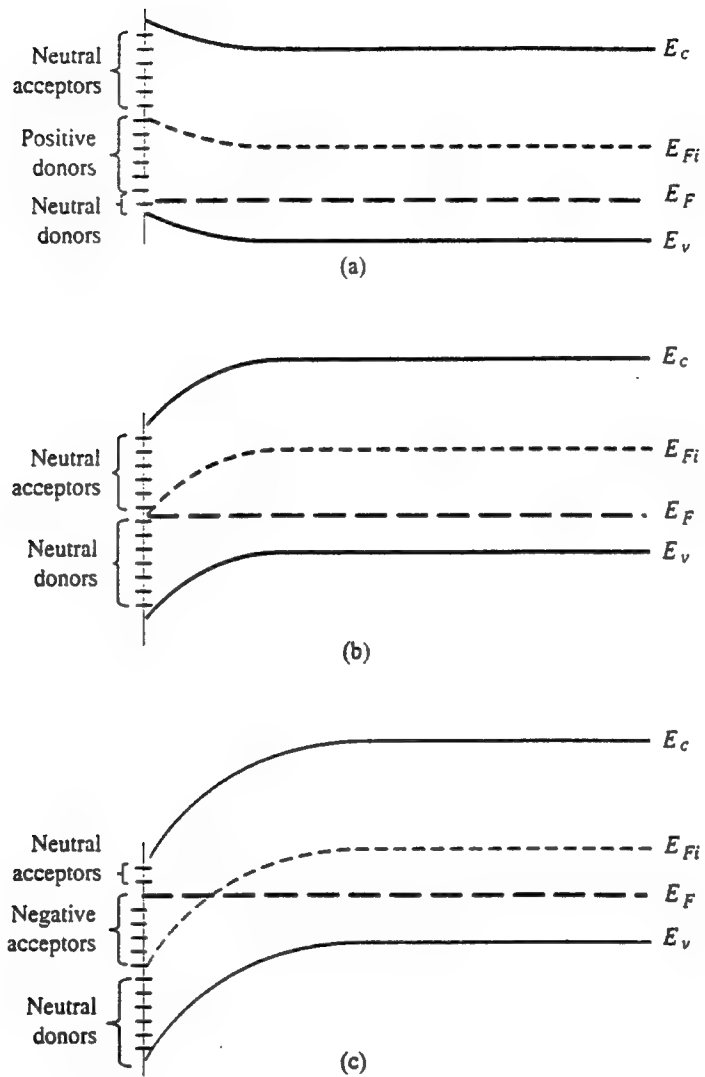 Neutral
acceptors
Positive
donors
Neutral
donors
E_c
E_Fi
E_F
E_v
(a)
Neutral
acceptors
Neutral
donors
E_c
E_Fi
E_F
E_v
(b)
Neutral
acceptors
Negative
acceptors
Neutral
donors
E_c
E_Fi
E_F
E_v
(c)